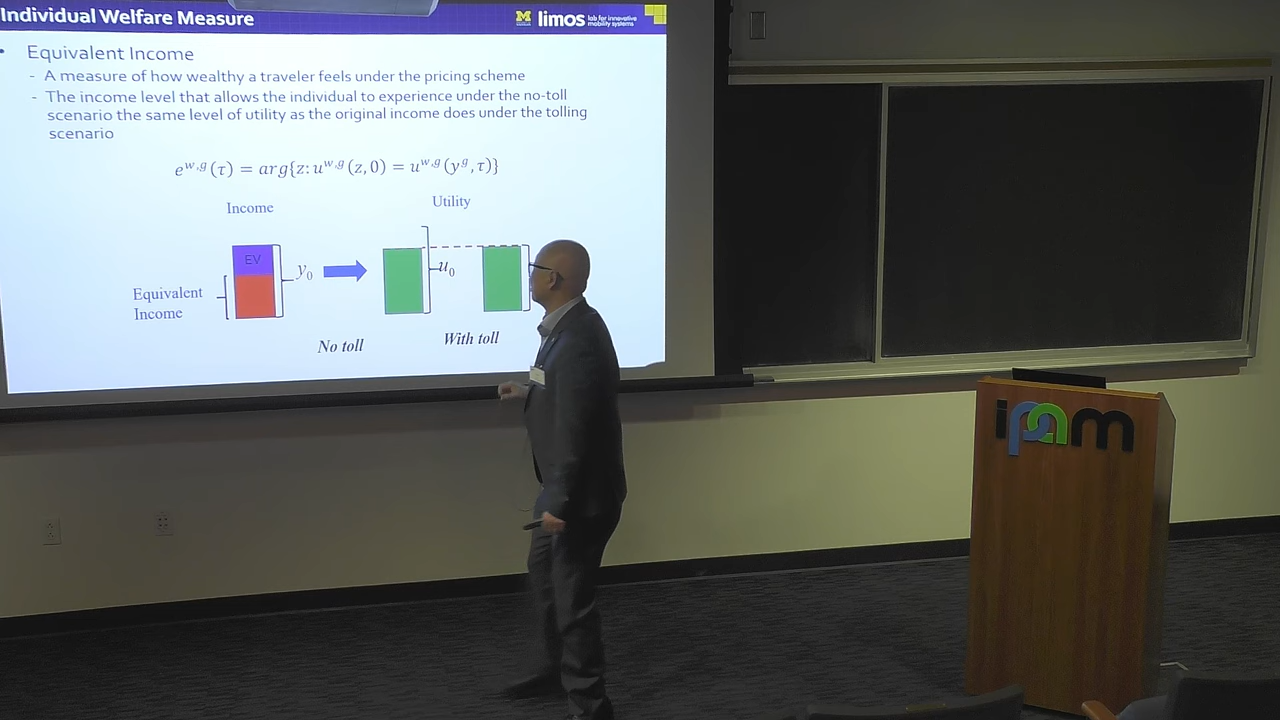 Individual Welfare Measure
M limos lab for innovative
mobility systems
• Equivalent Income
- A measure of how wealthy a traveler feels under the pricing scheme
- The income level that allows the individual to experience under the no-toll
scenario the same level of utility as the original income does under the tolling
scenario
e^{w,g}(τ) = arg{z: u^{w,g}(z, 0) = u^{w,g}(y^g, τ)}
Income
Utility
EV
y₀
u₀
Equivalent
Income
No toll
With toll
ipam